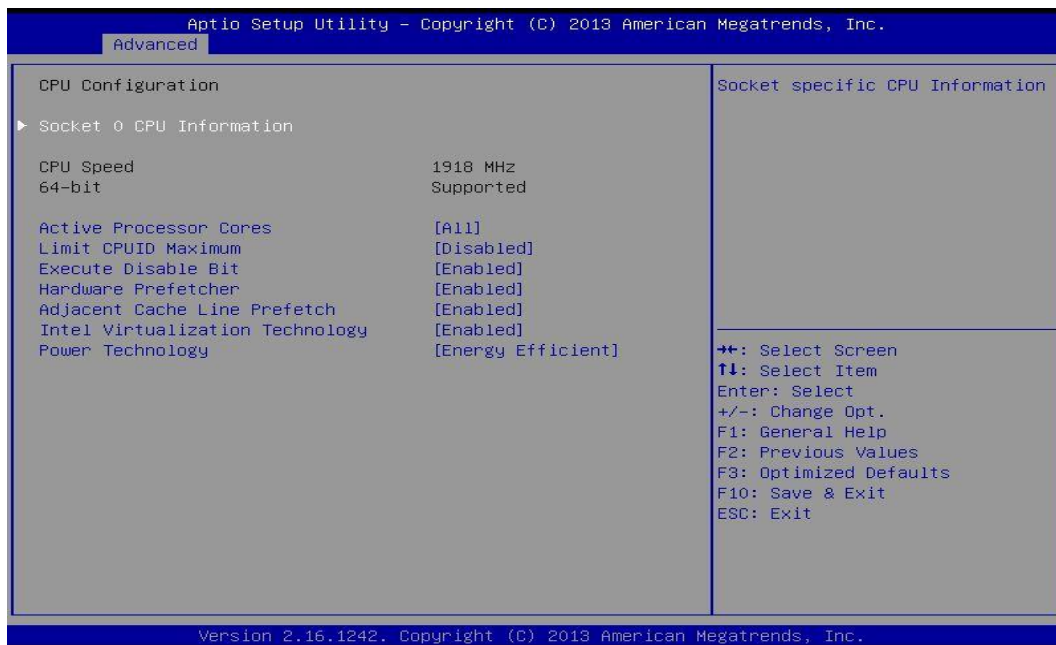 Aptio Setup Utility – Copyright (C) 2013 American Megatrends, Inc.
Advanced
CPU Configuration
Socket 0 CPU Information
CPU Speed 1918 MHz
64-bit Supported
Active Processor Cores [All]
Limit CPUID Maximum [Disabled]
Execute Disable Bit [Enabled]
Hardware Prefetcher [Enabled]
Adjacent Cache Line Prefetch [Enabled]
Intel Virtualization Technology [Enabled]
Power Technology [Energy Efficient]
Socket specific CPU Information
→←: Select Screen
↑↓: Select Item
Enter: Select
+/-: Change Opt.
F1: General Help
F2: Previous Values
F3: Optimized Defaults
F10: Save & Exit
ESC: Exit
Version 2.16.1242. Copyright (C) 2013 American Megatrends, Inc.